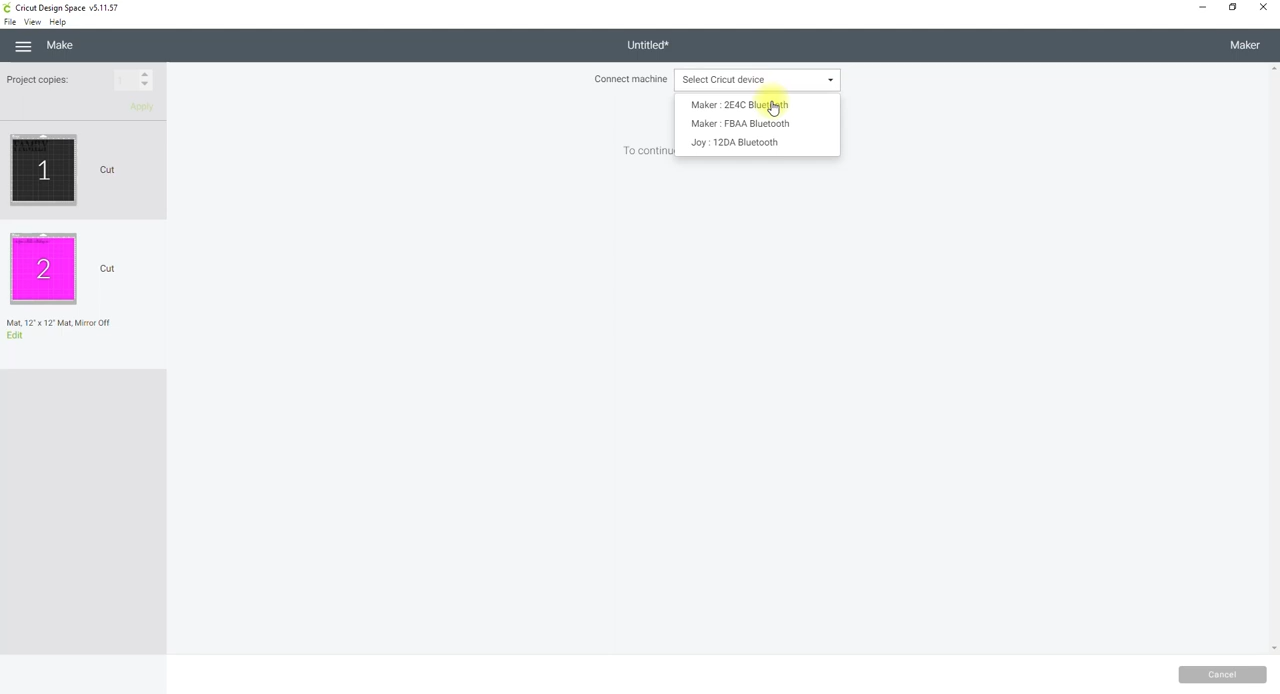 Cricut Design Space v5.11.57
File View Help
Make
Untitled*
Maker
Project copies:
Apply
Connect machine
Select Cricut device
Maker : 2E4C Bluetooth
Maker : FBAA Bluetooth
Joy : 12DA Bluetooth
To continu
1
Cut
2
Cut
Mat, 12" x 12" Mat, Mirror Off
Edit
Cancel